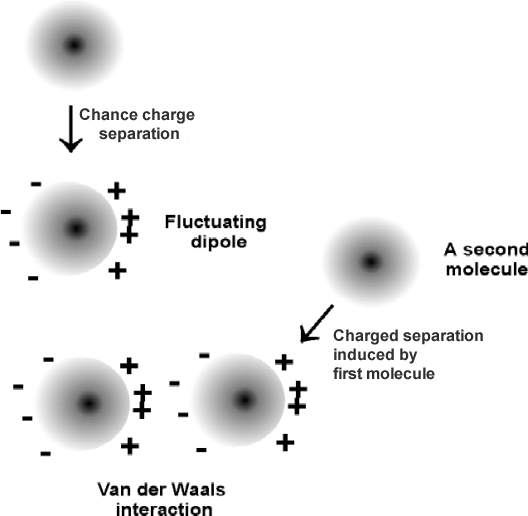 Chance charge
separation
- + - + - + - +
Fluctuating
dipole
A second
molecule
Charged separation
induced by
first molecule
- + - + - + - +
- + - + - + - +
Van der Waals
interaction